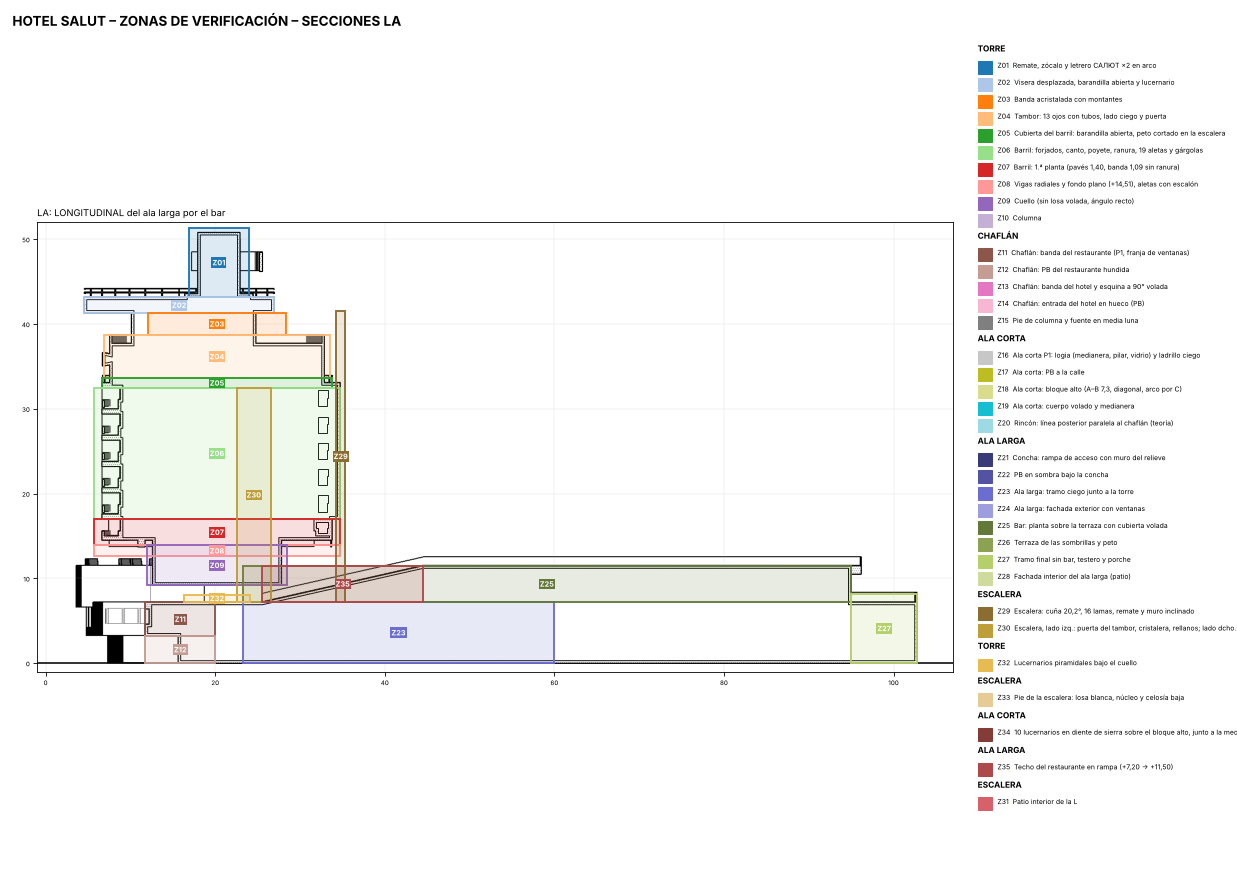 HOTEL SALUT – ZONAS DE VERIFICACIÓN – SECCIONES LA
LA: LONGITUDINAL del ala larga por el bar
50
40
30
20
10
0
0
20
40
60
80
100
Z01
Z02
Z03
Z04
Z05
Z06
Z29
Z30
Z07
Z08
Z09
Z32
Z35
Z25
Z11
Z23
Z27
Z12
TORRE
Z01 Remate, zócalo y letrero САЛЮТ ×2 en arco
Z02 Visera desplazada, barandilla abierta y lucernario
Z03 Banda acristalada con montantes
Z04 Tambor: 13 ojos con tubos, lado ciego y puerta
Z05 Cubierta del barril: barandilla abierta, peto cortado en la escalera
Z06 Barril: forjados, canto, poyete, ranura, 19 aletas y gárgolas
Z07 Barril: 1.ª planta (pavés 1,40, banda 1,09 sin ranura)
Z08 Vigas radiales y fondo plano (+14,51), aletas con escalón
Z09 Cuello (sin losa volada, ángulo recto)
Z10 Columna
CHAFLÁN
Z11 Chaflán: banda del restaurante (P1, franja de ventanas)
Z12 Chaflán: PB del restaurante hundida
Z13 Chaflán: banda del hotel y esquina a 90° volada
Z14 Chaflán: entrada del hotel en hueco (PB)
Z15 Pie de columna y fuente en media luna
ALA CORTA
Z16 Ala corta P1: logia (medianera, pilar, vidrio) y ladrillo ciego
Z17 Ala corta: PB a la calle
Z18 Ala corta: bloque alto (A–B 7,3, diagonal, arco por C)
Z19 Ala corta: cuerpo volado y medianera
Z20 Rincón: línea posterior paralela al chaflán (teoría)
ALA LARGA
Z21 Concha: rampa de acceso con muro del relieve
Z22 PB en sombra bajo la concha
Z23 Ala larga: tramo ciego junto a la torre
Z24 Ala larga: fachada exterior con ventanas
Z25 Bar: planta sobre la terraza con cubierta volada
Z26 Terraza de las sombrillas y peto
Z27 Tramo final sin bar, testero y porche
Z28 Fachada interior del ala larga (patio)
ESCALERA
Z29 Escalera: cuña 20,2°, 16 lamas, remate y muro inclinado
Z30 Escalera, lado izq.: puerta del tambor, cristalera, rellanos; lado dcho.
TORRE
Z32 Lucernarios piramidales bajo el cuello
ESCALERA
Z33 Pie de la escalera: losa blanca, núcleo y celosía baja
ALA CORTA
Z34 10 lucernarios en diente de sierra sobre el bloque alto, junto a la med
ALA LARGA
Z35 Techo del restaurante en rampa (+7,20 → +11,50)
ESCALERA
Z31 Patio interior de la L